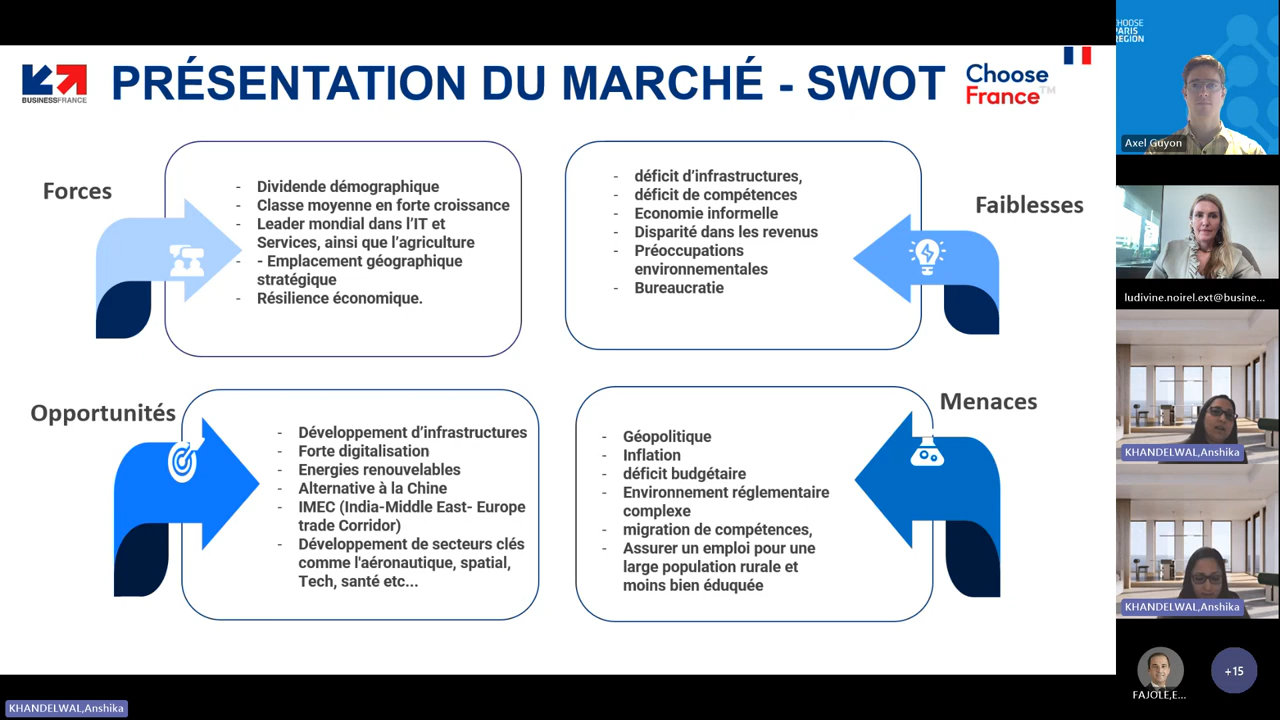 BUSINESSFRANCE
PRÉSENTATION DU MARCHÉ - SWOT
Choose
France™
Forces
- Dividende démographique
- Classe moyenne en forte croissance
- Leader mondial dans l’IT et
Services, ainsi que l’agriculture
- - Emplacement géographique
stratégique
- Résilience économique.
- déficit d’infrastructures,
- déficit de compétences
- Economie informelle
- Disparité dans les revenus
- Préoccupations
environnementales
- Bureaucratie
Faiblesses
Opportunités
- Développement d’infrastructures
- Forte digitalisation
- Energies renouvelables
- Alternative à la Chine
- IMEC (India-Middle East- Europe
trade Corridor)
- Développement de secteurs clés
comme l'aéronautique, spatial,
Tech, santé etc...
- Géopolitique
- Inflation
- déficit budgétaire
- Environnement réglementaire
complexe
- migration de compétences,
- Assurer un emploi pour une
large population rurale et
moins bien éduquée
Menaces
CHOOSE
PARIS
REGION
Axel Guyon
ludivine.noirel.ext@busine...
KHANDELWAL,Anshika
KHANDELWAL,Anshika
FAJOLE,E...
+15
KHANDELWAL,Anshika